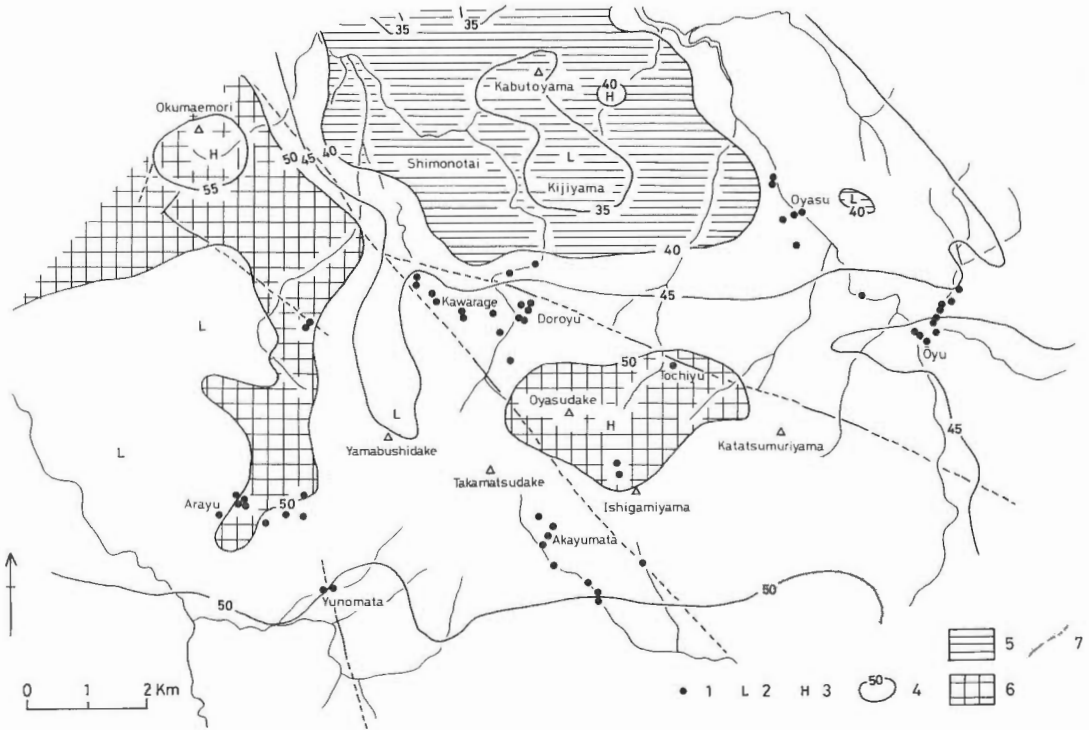 35
35
Kabutoyama
40
H
Okumaemori
H
50 45 40
55
Shimonotai
L
Kijiyama
35
Oyasu
L
40
40
45
L
Kawarage
Doroyu
Ōyu
50
Tochiyu
Oyasudake
H
L
Yamabushidake
Katatsumuriyama
45
L
Takamatsudake
Ishigamiyama
Arayu
50
Akayumata
50
Yunomata
50
0 1 2 Km
1 L 2 H 3 50 4
5
6
7